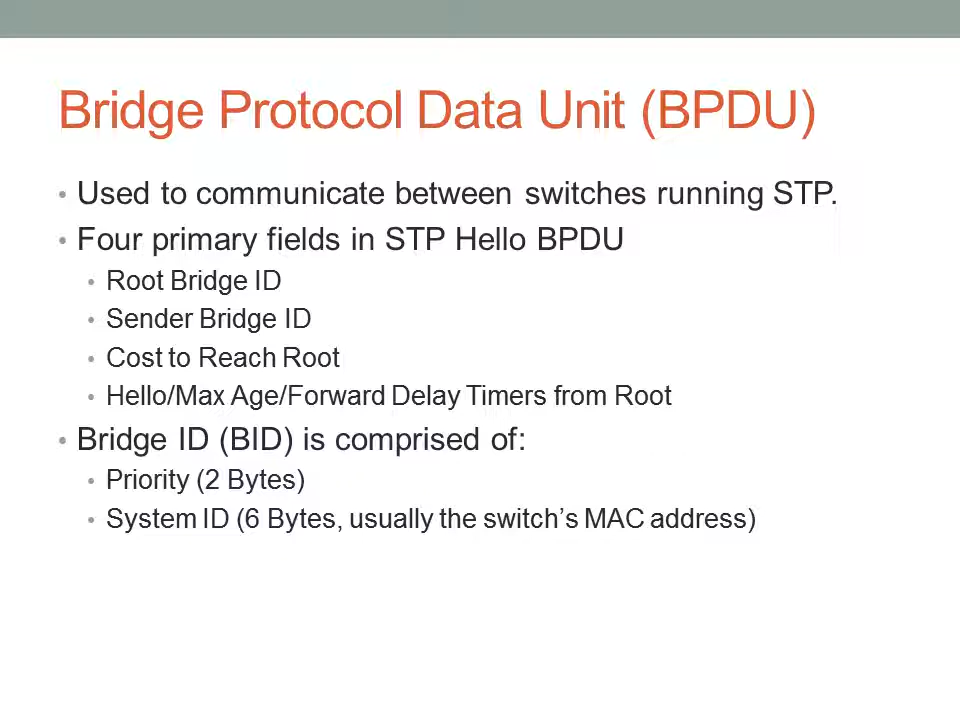 Bridge Protocol Data Unit (BPDU)
• Used to communicate between switches running STP.
• Four primary fields in STP Hello BPDU
• Root Bridge ID
• Sender Bridge ID
• Cost to Reach Root
• Hello/Max Age/Forward Delay Timers from Root
• Bridge ID (BID) is comprised of:
• Priority (2 Bytes)
• System ID (6 Bytes, usually the switch's MAC address)